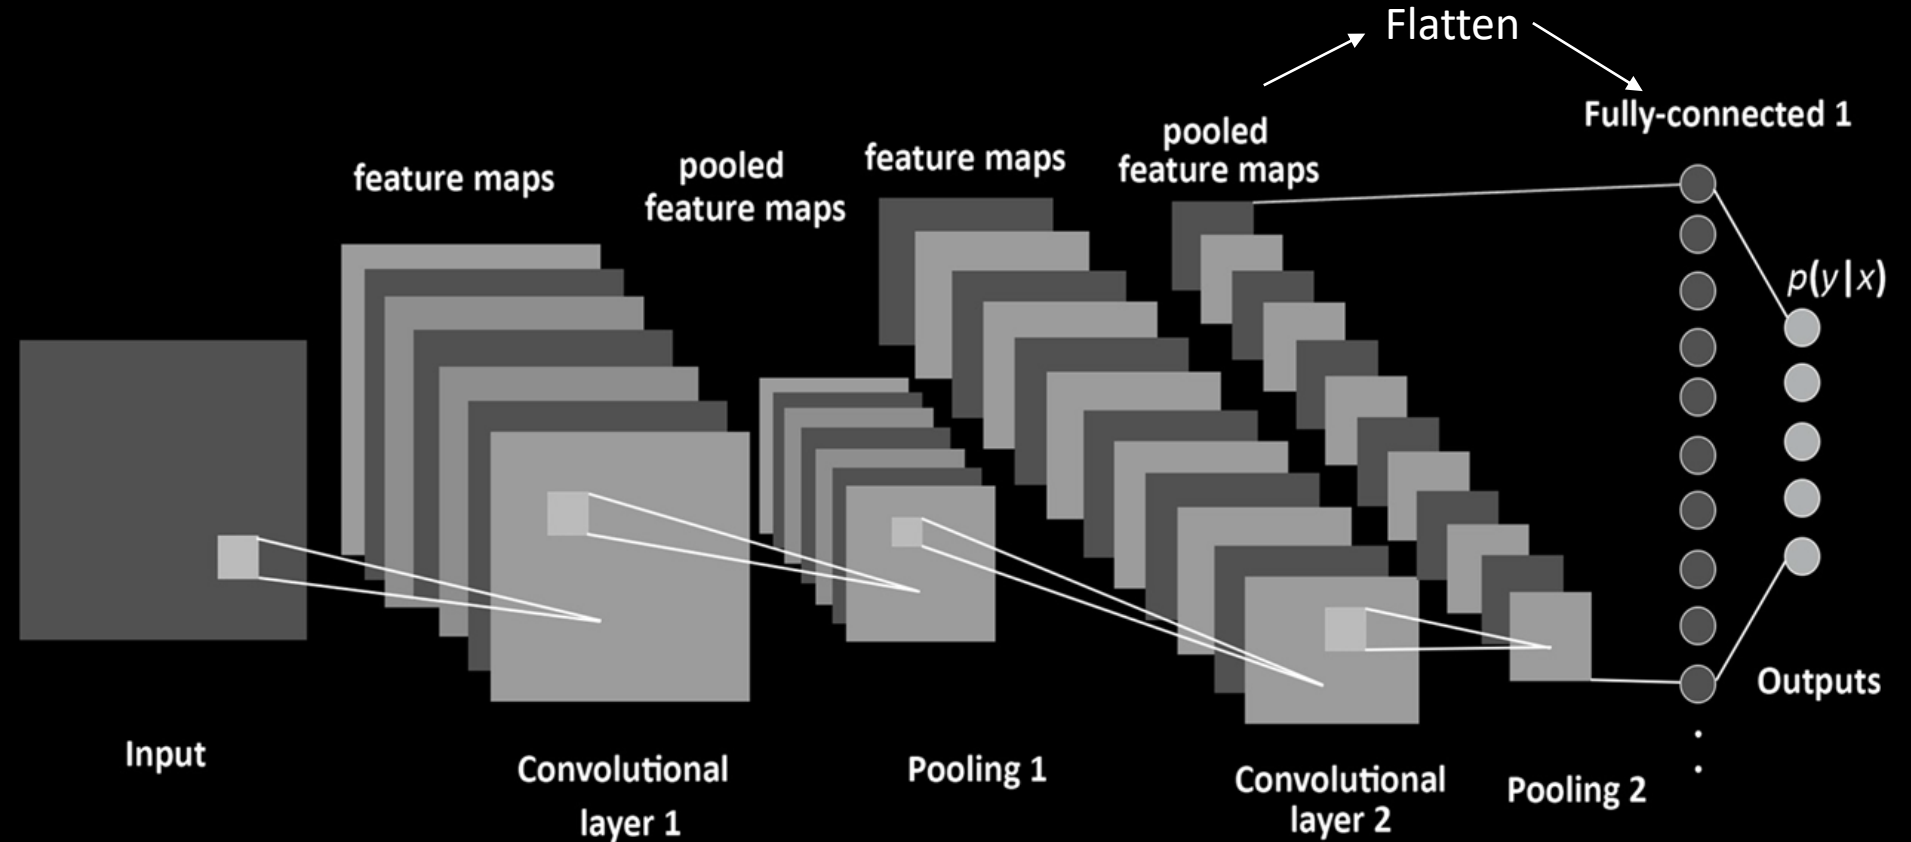 Flatten
Fully-connected 1
feature maps
pooled
feature maps
feature maps
pooled
feature maps
p(y|x)
Outputs
Input
Convolutional
layer 1
Pooling 1
Convolutional
layer 2
Pooling 2